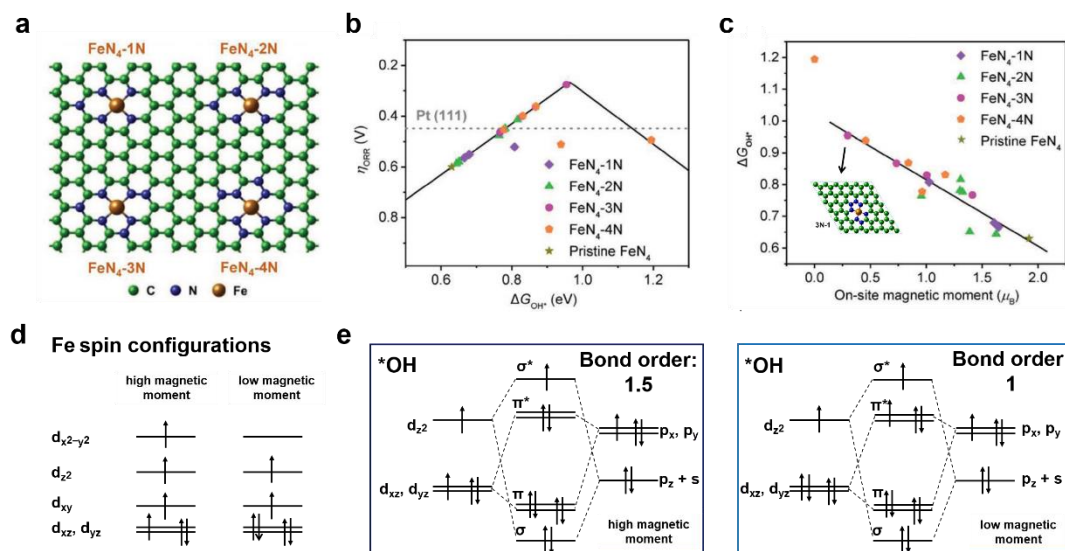 a
FeN4-1N FeN4-2N
FeN4-3N FeN4-4N
C N Fe
b
ηORR (V)
0.2
0.4
0.6
0.8
Pt (111)
FeN4-1N
FeN4-2N
FeN4-3N
FeN4-4N
Pristine FeN4
0.6 0.8 1.0 1.2
ΔGOH* (eV)
c
ΔGOH*
1.2
1.1
1.0
0.9
0.8
0.7
0.6
FeN4-1N
FeN4-2N
FeN4-3N
FeN4-4N
Pristine FeN4
3N-1
0.0 0.5 1.0 1.5 2.0
On-site magnetic moment (μB)
d
Fe spin configurations
high magnetic
moment
low magnetic
moment
dx2−y2
dz2
dxy
dxz, dyz
e
*OH
Bond order:
1.5
σ*
π*
dz2
px, py
dxz, dyz
pz + s
π
σ
high magnetic
moment
*OH
Bond order:
1
σ*
π*
dz2
px, py
dxz, dyz
pz + s
π
σ
low magnetic
moment